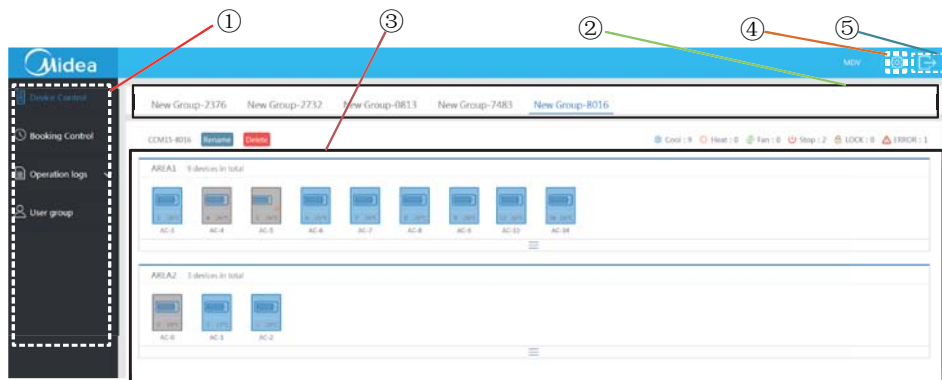 ① ③ ② ④ ⑤
Midea
MDV
Device Control
New Group-2376 New Group-2732 New Group-0813 New Group-7483 New Group-8016
Booking Control
CCM15-8016 Rename Delete
Cool : 9 Heat : 0 Fan : 0 Stop : 2 LOCK : 0 ERROR : 1
AREA1 9 devices in total
Operation logs
User group
AC-3 AC-4 AC-5 AC-6 AC-7 AC-8 AC-9 AC-10 AC-14
AREA2 3 devices in total
AC-0 AC-1 AC-2